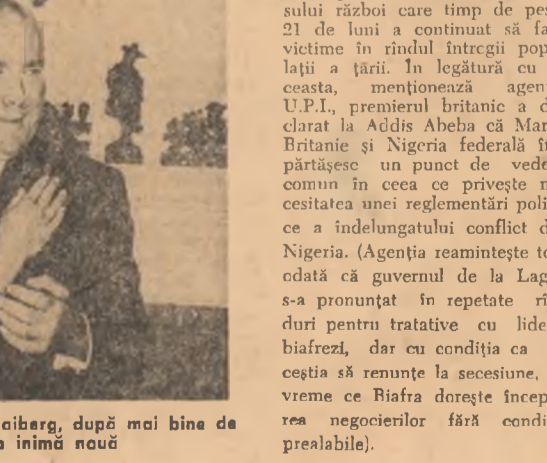 sului război care timp de peș
21 de luni a continuat să fa
victime în rîndul întregii pop
lații a țării. In legătură cu
ceasta, menționează agen
U.P.I., premierul britanic a d
clarat la Addis Abeba că Mar
Britanie și Nigeria federală î
părtășesc un punct de vede
comun în ceea ce privește n
cesitatea unei reglementări poli
ce a îndelungatului conflict d
Nigeria. (Agenția reamintește to
odată că guvernul de la Lag
s-a pronunțat în repetate rî
duri pentru tratative cu lide
biafrezi, dar cu condiția ca
ceștia să renunțe la secesiune,
vreme ce Biafra dorește încep
rea negocierilor fără condi
prealabile).
aiberg, după mai bine de
inimă nouă